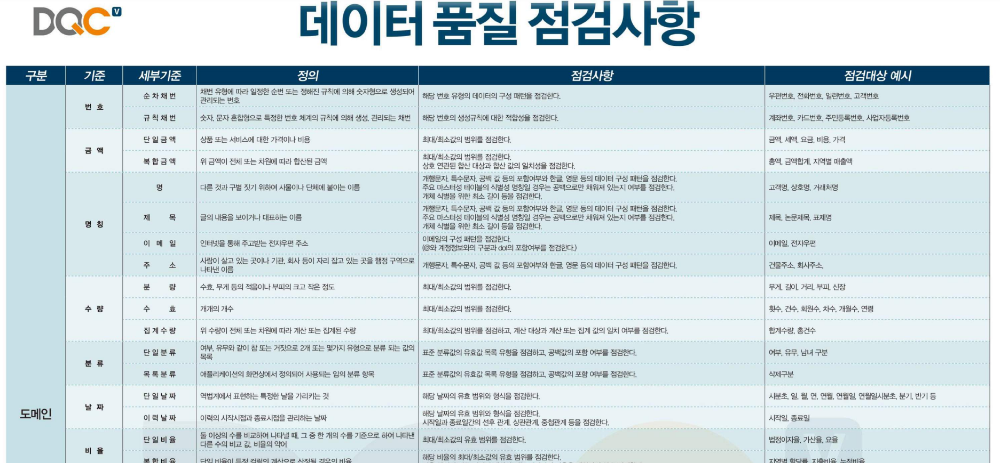 DQC V
데이터 품질 점검사항
구분 기준 세부기준 정의 점검사항 점검대상 예시
도메인
번 호
순 차 채 번
채번 유형에 따라 일정한 순번 또는 정해진 규칙에 의해 숫자형으로 생성되어
관리되는 번호
해당 번호 유형의 데이터의 구성 패턴을 점검한다.
우편번호, 전화번호, 일련번호, 고객번호
규 칙 채 번
숫자, 문자 혼합형으로 특정한 번호 체계의 규칙에 의해 생성, 관리되는 채번
해당 번호의 생성규칙에 대한 적합성을 점검한다.
계좌번호, 카드번호, 주민등록번호, 사업자등록번호
금 액
단 일 금 액
상품 또는 서비스에 대한 가격이나 비용
최대/최소값의 범위를 점검한다.
금액, 세액, 요금, 비용, 가격
복 합 금 액
위 금액이 전체 또는 차원에 따라 합산된 금액
최대/최소값의 범위를 점검한다.
상호 연관된 합산 대상과 합산 값의 일치성을 점검한다.
총액, 금액합계, 지역별 매출액
명 칭
명
다른 것과 구별 짓기 위하여 사물이나 단체에 붙이는 이름
개행문자, 특수문자, 공백 값 등의 포함여부와 한글, 영문 등의 데이터 구성 패턴을 점검한다.
주요 마스터성 테이블의 식별성 명칭일 경우는 공백으로만 채워져 있는지 여부를 점검한다.
개체 식별을 위한 최소 길이 등을 점검한다.
고객명, 상호명, 거래처명
제 목
글의 내용을 보이거나 대표하는 이름
개행문자, 특수문자, 공백 값 등의 포함여부와 한글, 영문 등의 데이터 구성 패턴을 점검한다.
주요 마스터성 테이블의 식별성 명칭일 경우는 공백으로만 채워져 있는지 여부를 점검한다.
개체 식별을 위한 최소 길이 등을 점검한다.
제목, 논문제목, 표제명
이 메 일
인터넷을 통해 주고받는 전자우편 주소
이메일의 구성 패턴을 점검한다.
(@와 계정정보와의 구분과 dot의 포함여부를 점검한다.)
이메일, 전자우편
주 소
사람이 살고 있는 곳이나 기관, 회사 등이 자리 잡고 있는 곳을 행정 구역으로
나타낸 이름
개행문자, 특수문자, 공백 값 등의 포함여부와 한글, 영문 등의 데이터 구성 패턴을 점검한다.
건물주소, 회사주소,
수 량
분 량
수효, 무게 등의 적음이나 부피의 크고 작은 정도
최대/최소값의 범위를 점검한다.
무게, 길이, 거리, 부피, 신장
수 효
개개의 개수
최대/최소값의 범위를 점검한다.
횟수, 건수, 회원수, 차수, 개월수, 연령
집 계 수 량
위 수량이 전체 또는 차원에 따라 계산 또는 집계된 수량
최대/최소값의 범위를 점검하고, 계산 대상과 계산 또는 집계 값의 일치 여부를 점검한다.
합계수량, 총건수
분 류
단 일 분 류
여부, 유무와 같이 참 또는 거짓으로 2개 또는 몇가지 유형으로 분류 되는 값의
목록
표준 분류값의 유효값 목록 유형을 점검하고, 공백값의 포함 여부를 점검한다.
여부, 유무, 남녀 구분
목 록 분 류
애플리케이션의 화면상에서 정의되어 사용되는 임의 분류 항목
표준 분류값의 유효값 목록 유형을 점검하고, 공백값의 포함 여부를 점검한다.
삭제구분
날 짜
단 일 날 짜
역법계에서 표현하는 특정한 날을 가리키는 것
해당 날짜의 유효 범위와 형식을 점검한다.
시분초, 일, 월, 연, 연월, 연월일, 연월일시분초, 분기, 반기 등
이 력 날 짜
이력의 시작시점과 종료시점을 관리하는 날짜
해당 날짜의 유효 범위와 형식을 점검한다.
시작일과 종료일간의 선후 관계, 상관관계, 중첩관계 등을 점검한다.
시작일, 종료일
비 율
단 일 비 율
둘 이상의 수를 비교하여 나타낼 때, 그 중 한 개의 수를 기준으로 하여 나타낸
다른 수의 비교 값, 비율의 약어
최대/최소값의 유효 범위를 점검한다.
법정이자율, 가산율, 요율
복 합 비 율
단일 비율이 특정 컬럼의 계산으로 산정될 경우의 비율
해당 비율의 최대/최소값의 유효 범위를 점검한다.
지역별 할당률, 지출비율, 누적비율